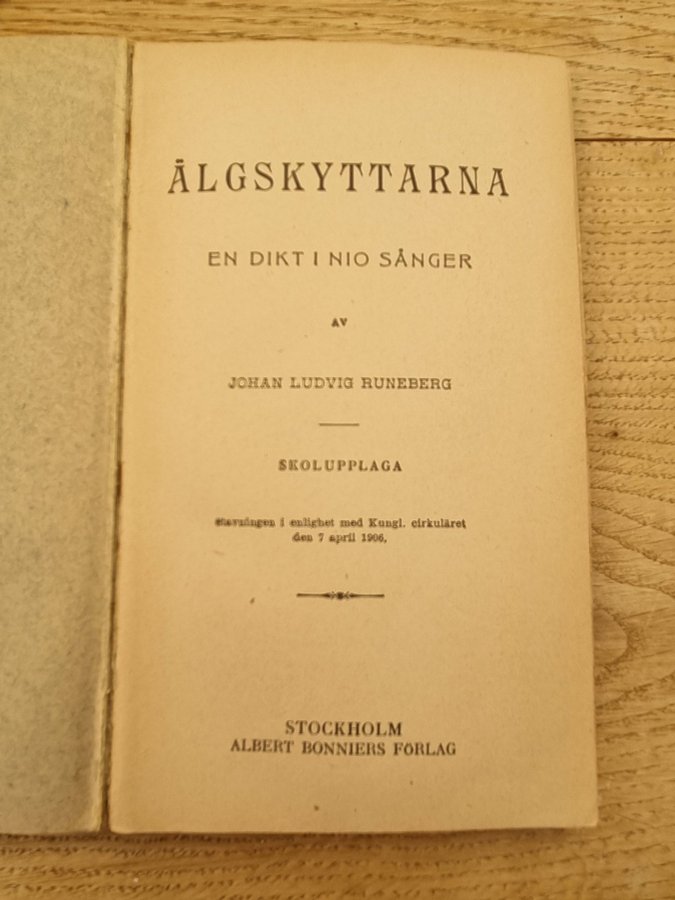 ÄLGSKYTTARNA
EN DIKT I NIO SÅNGER
AV
JOHAN LUDVIG RUNEBERG
SKOLUPPLAGA
Stavningen i enlighet med Kungl. cirkuläret
den 7 april 1906.
STOCKHOLM
ALBERT BONNIERS FÖRLAG